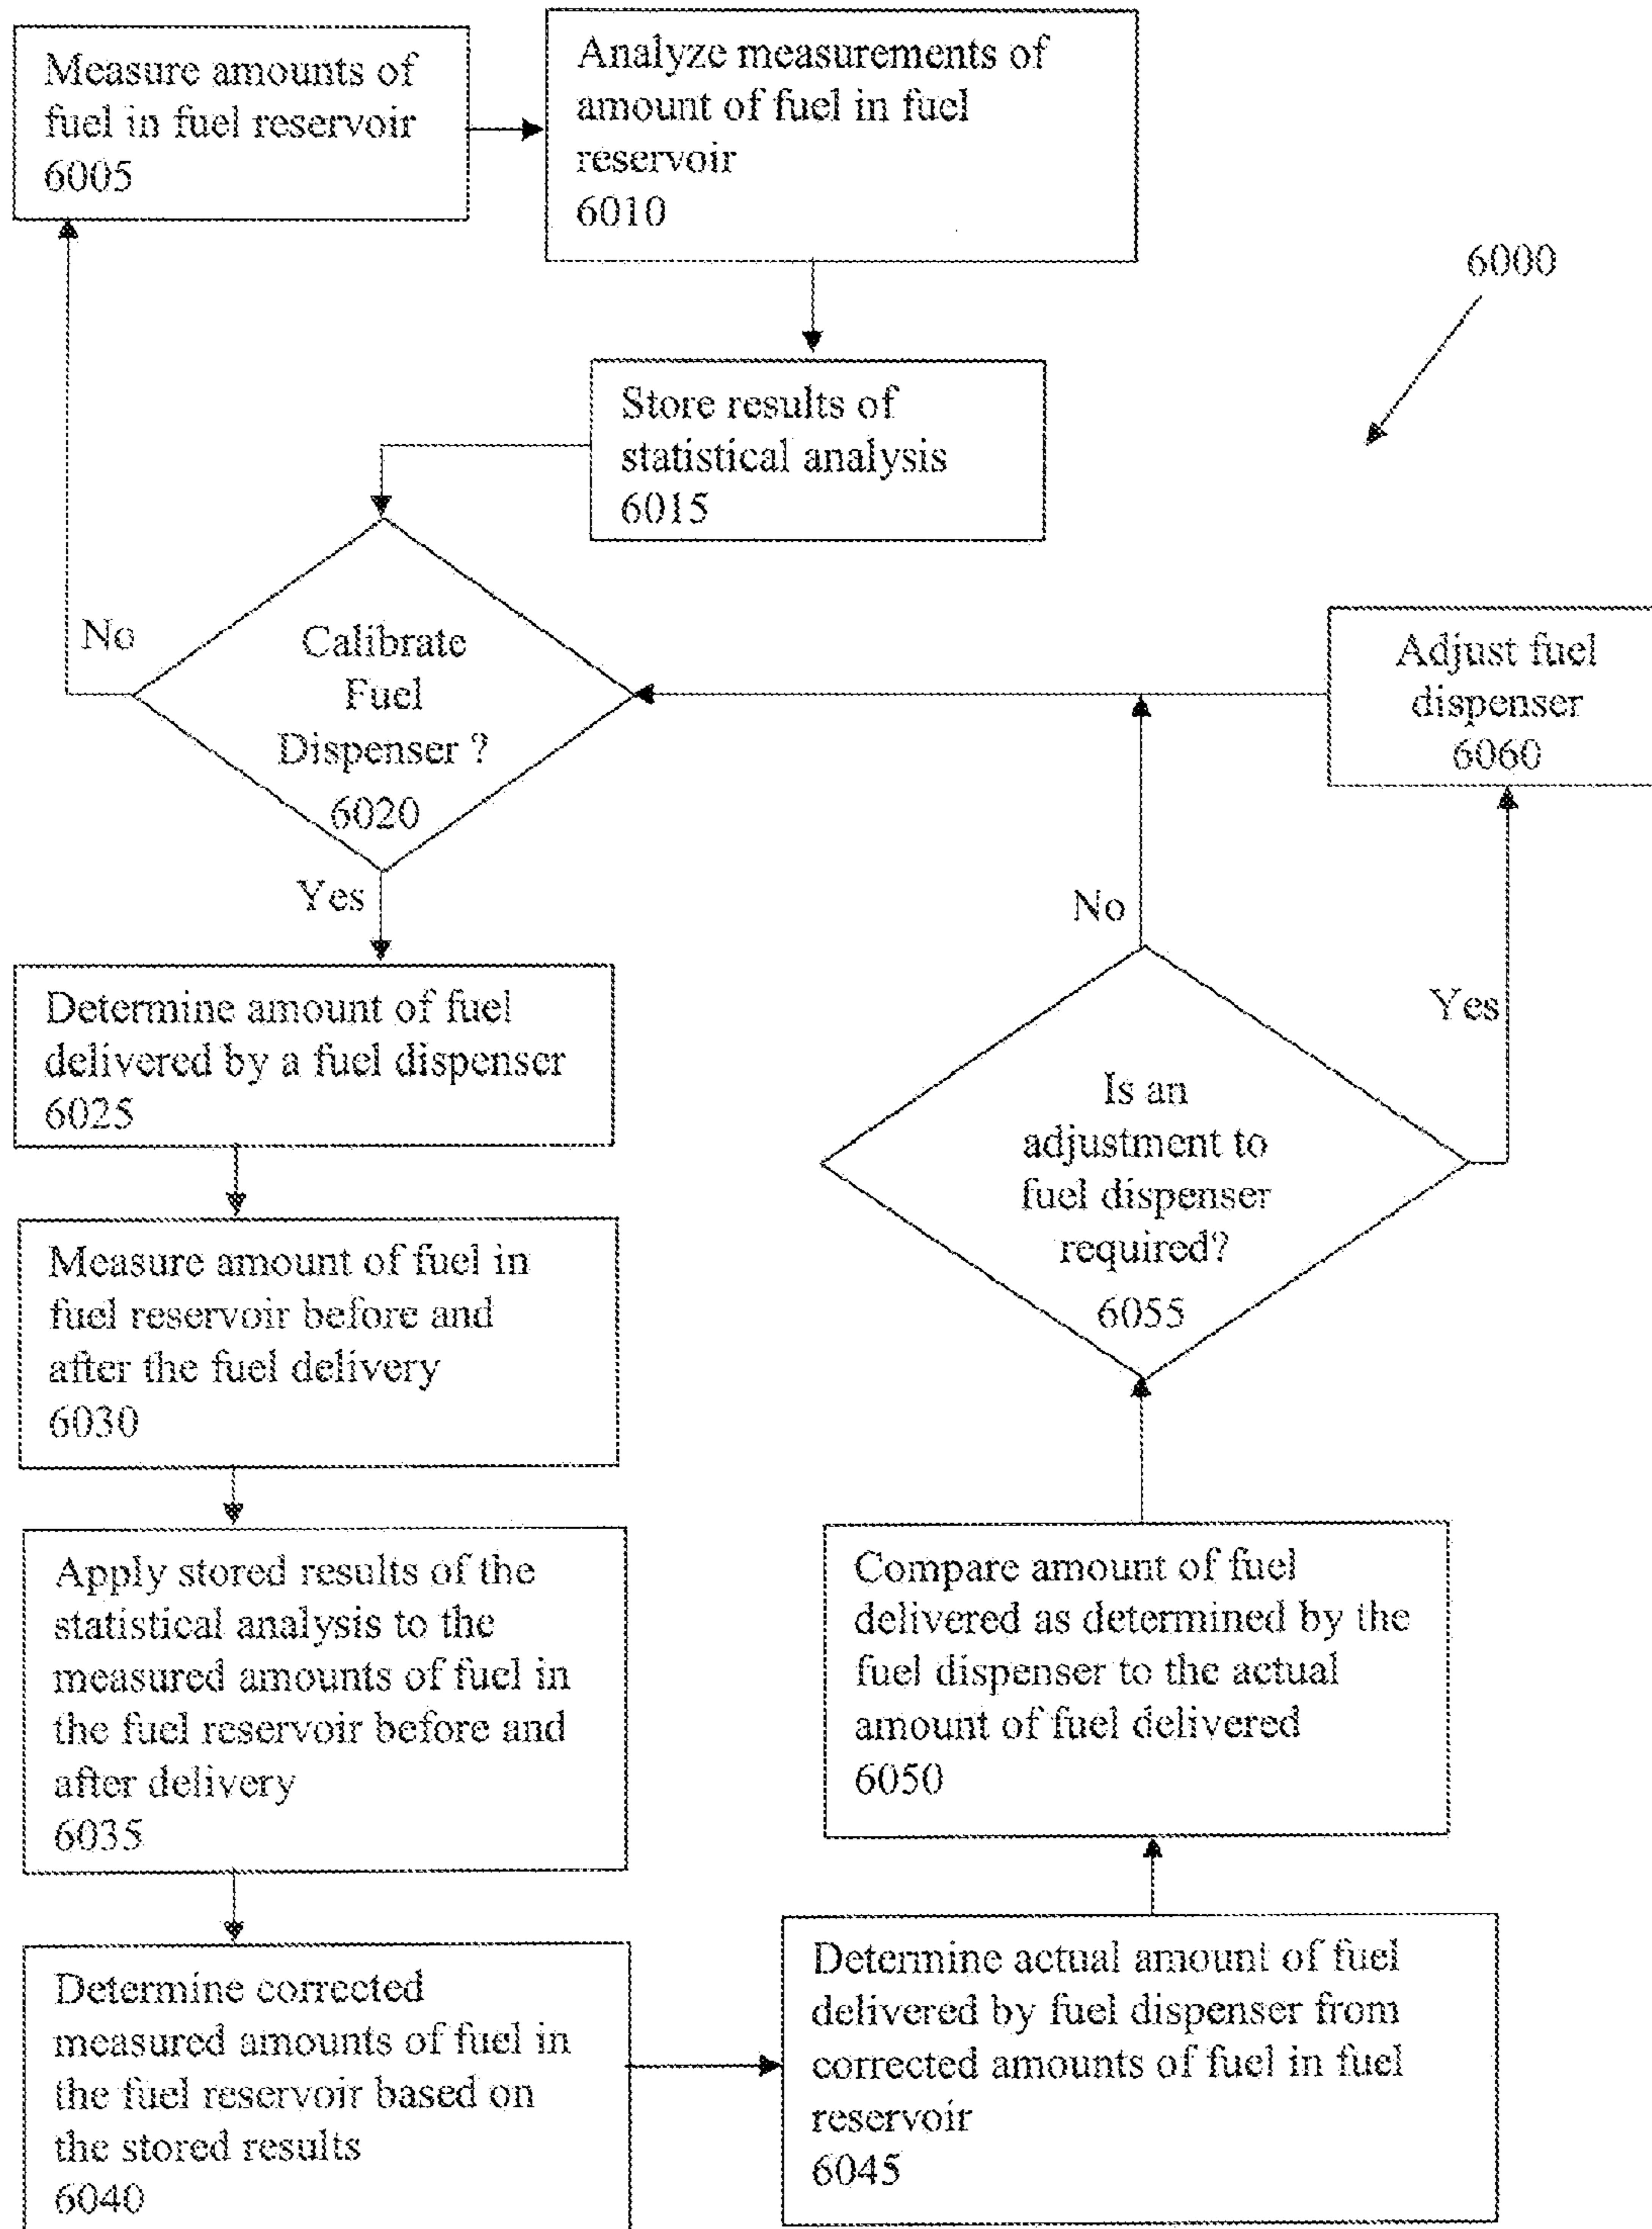 Measure amounts of
fuel in fuel reservoir
6005
Analyze measurements of
amount of fuel in fuel
reservoir
6010
6000
Store results of
statistical analysis
6015
No
Calibrate
Fuel
Dispenser ?
6020
Yes
Adjust fuel
dispenser
6060
Determine amount of fuel
delivered by a fuel dispenser
6025
Measure amount of fuel in
fuel reservoir before and
after the fuel delivery
6030
Apply stored results of the
statistical analysis to the
measured amounts of fuel in
the fuel reservoir before and
after delivery
6035
Determine corrected
measured amounts of fuel in
the fuel reservoir based on
the stored results
6040
Determine actual amount of fuel
delivered by fuel dispenser from
corrected amounts of fuel in fuel
reservoir
6045
Compare amount of fuel
delivered as determined by the
fuel dispenser to the actual
amount of fuel delivered
6050
Is an
adjustment to
fuel dispenser
required?
6055
No
Yes